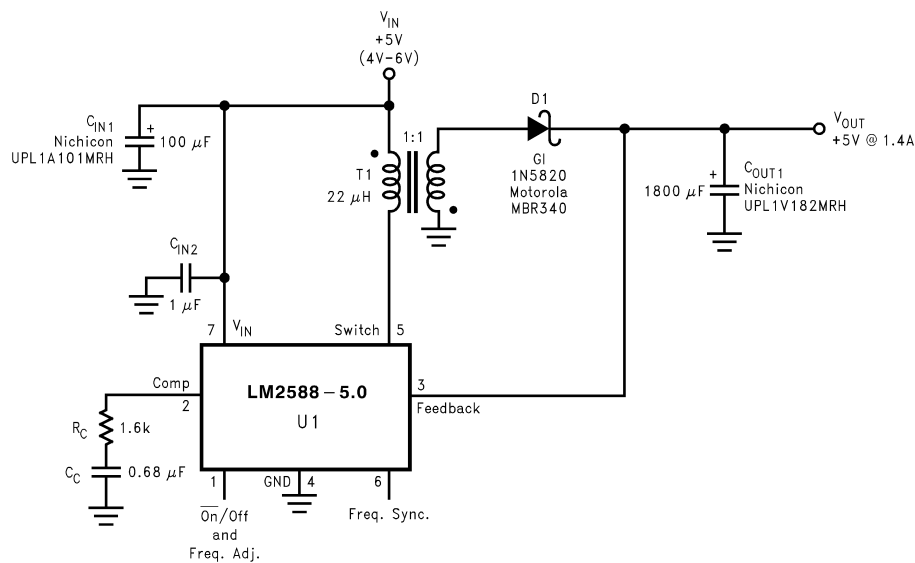 V_IN
+5V
(4V-6V)
D1
C_IN1
Nichicon
UPL1A101MRH
+
100 μF
1:1
T1
22 μH
GI
1N5820
Motorola
MBR340
V_OUT
+5V @ 1.4A
+
1800 μF
C_OUT1
Nichicon
UPL1V182MRH
C_IN2
1 μF
7
V_IN
Switch
5
Comp
2
LM2588-5.0
U1
3
Feedback
R_C
1.6k
C_C
0.68 μF
1
GND
4
6
O̅n̅/Off
and
Freq. Adj.
Freq. Sync.